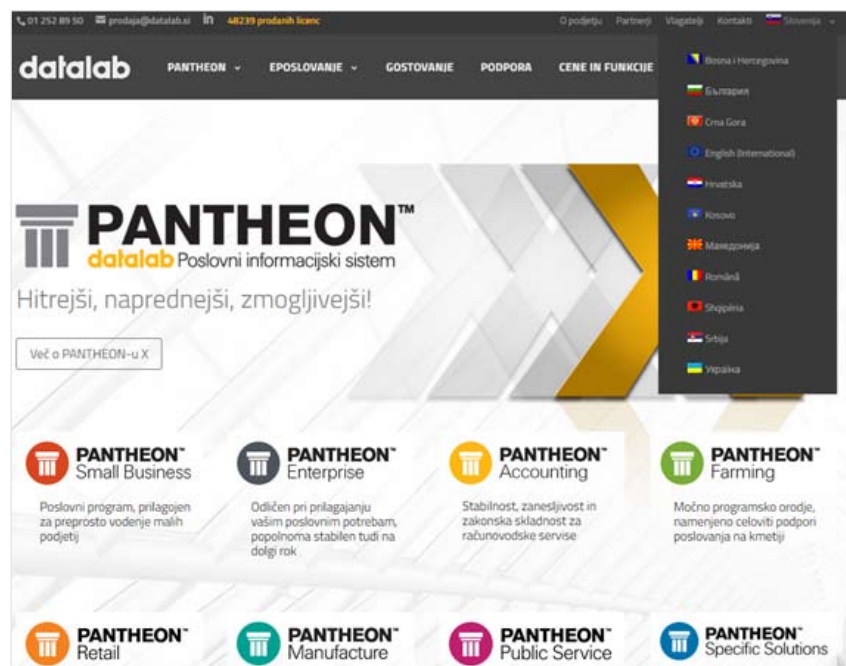 01 252 89 50 prodaja@datalab.si in 48239 prodanih licenc O podjetju Partnerji Vlagatelji Kontakti Slovenija
datalab PANTHEON EPOSLOVANJE GOSTOVANJE PODPORA CENE IN FUNKCIJE
Bosna i Hercegovina
България
Crna Gora
English (International)
Hrvatska
Kosovo
Македонија
Română
Shqipëria
Srbija
Україна
PANTHEON™
datalab Poslovni informacijski sistem
Hitrejši, naprednejši, zmogljivejši!
Več o PANTHEON-u X
PANTHEON™
Small Business
Poslovni program, prilagojen
za preprosto vodenje malih
podjetij
PANTHEON™
Enterprise
Odličen pri prilagajanju
vašim poslovnim potrebam,
popolnoma stabilen tudi na
dolgi rok
PANTHEON™
Accounting
Stabilnost, zanesljivost in
zakonska skladnost za
računovodske servise
PANTHEON™
Farming
Močno programsko orodje,
namenjeno celoviti podpori
poslovanja na kmetiji
PANTHEON™
Retail
PANTHEON™
Manufacture
PANTHEON™
Public Service
PANTHEON™
Specific Solutions